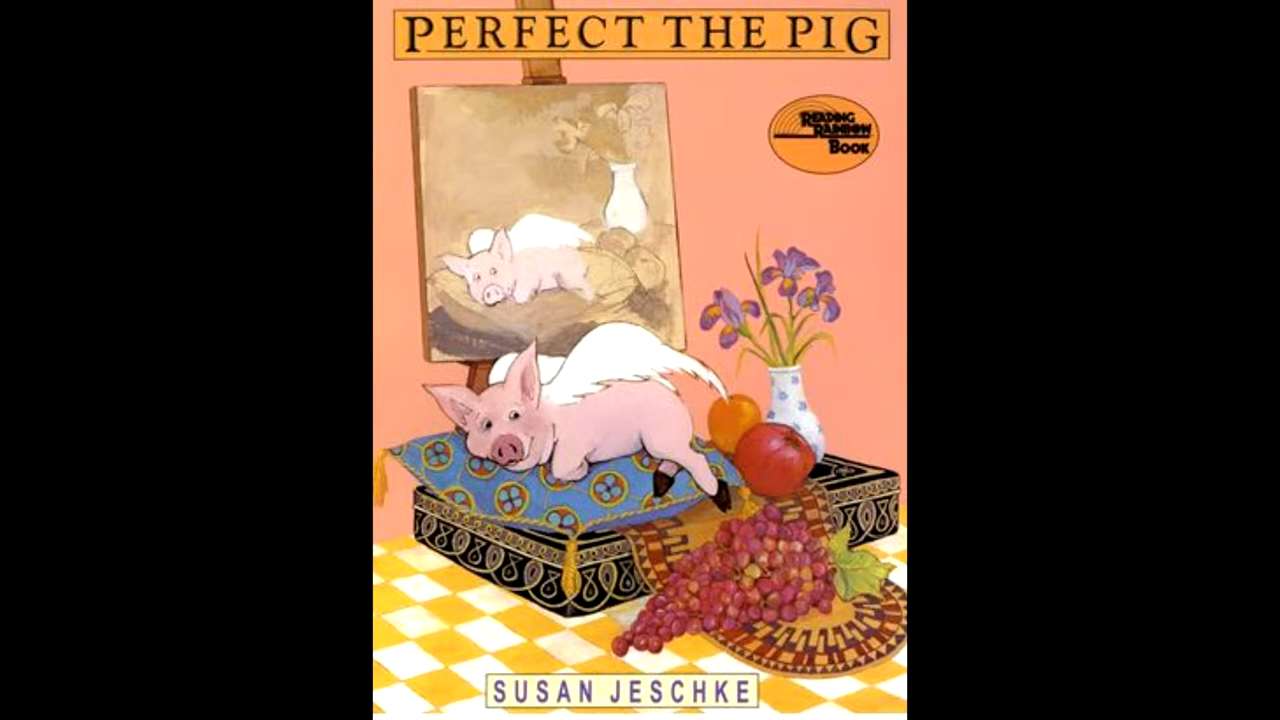 PERFECT THE PIG
READING
RAINBOW
BOOK
SUSAN JESCHKE